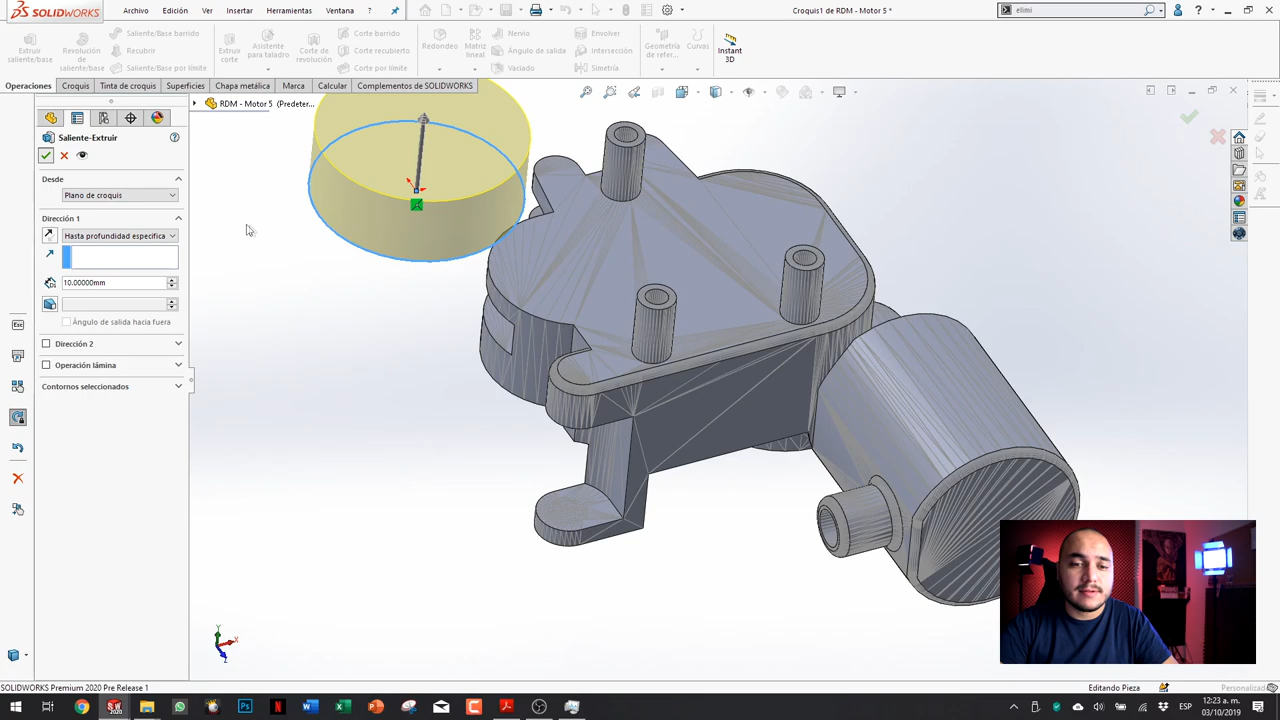 SOLIDWORKS
Archivo Edición Ver Insertar Herramientas Ventana ?
Croquis1 de RDM - Motor 5 *
elimi
Extruir saliente/base
Revolución de saliente/base
Saliente/Base barrido
Recubrir
Saliente/Base por límite
Extruir corte
Asistente para taladro
Corte de revolución
Corte barrido
Corte recubierto
Corte por límite
Redondeo
Matriz lineal
Nervio
Ángulo de salida
Vaciado
Envolver
Intersección
Simetría
Geometría de refer...
Curvas
Instant 3D
Operaciones Croquis Tinta de croquis Superficies Chapa metálica Marca Calcular Complementos de SOLIDWORKS
RDM - Motor 5 (Predeter...
Saliente-Extruir
Desde
Plano de croquis
Dirección 1
Hasta profundidad específica
10.00000mm
Ángulo de salida hacia fuera
Dirección 2
Operación lámina
Contornos seleccionados
Esc
Y
X
Z
SOLIDWORKS Premium 2020 Pre Release 1
Editando Pieza
Personalizad
ESP
12:23 a. m.
03/10/2019